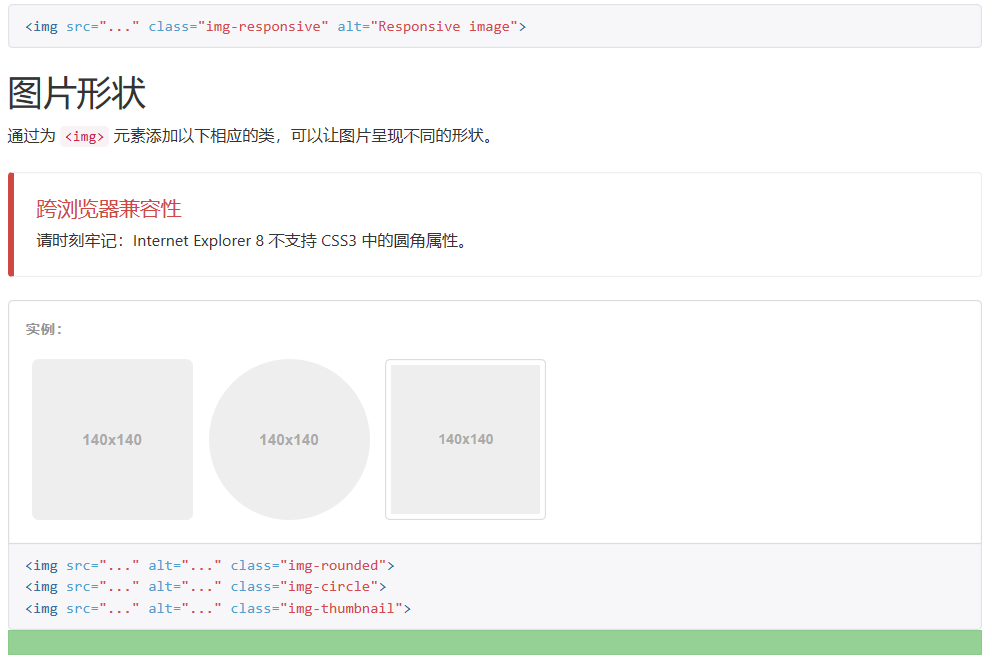 <img src="..." class="img-responsive" alt="Responsive image">
图片形状
通过为 <img> 元素添加以下相应的类，可以让图片呈现不同的形状。
跨浏览器兼容性
请时刻牢记：Internet Explorer 8 不支持 CSS3 中的圆角属性。
实例：
140x140 140x140 140x140
<img src="..." alt="..." class="img-rounded">
<img src="..." alt="..." class="img-circle">
<img src="..." alt="..." class="img-thumbnail">